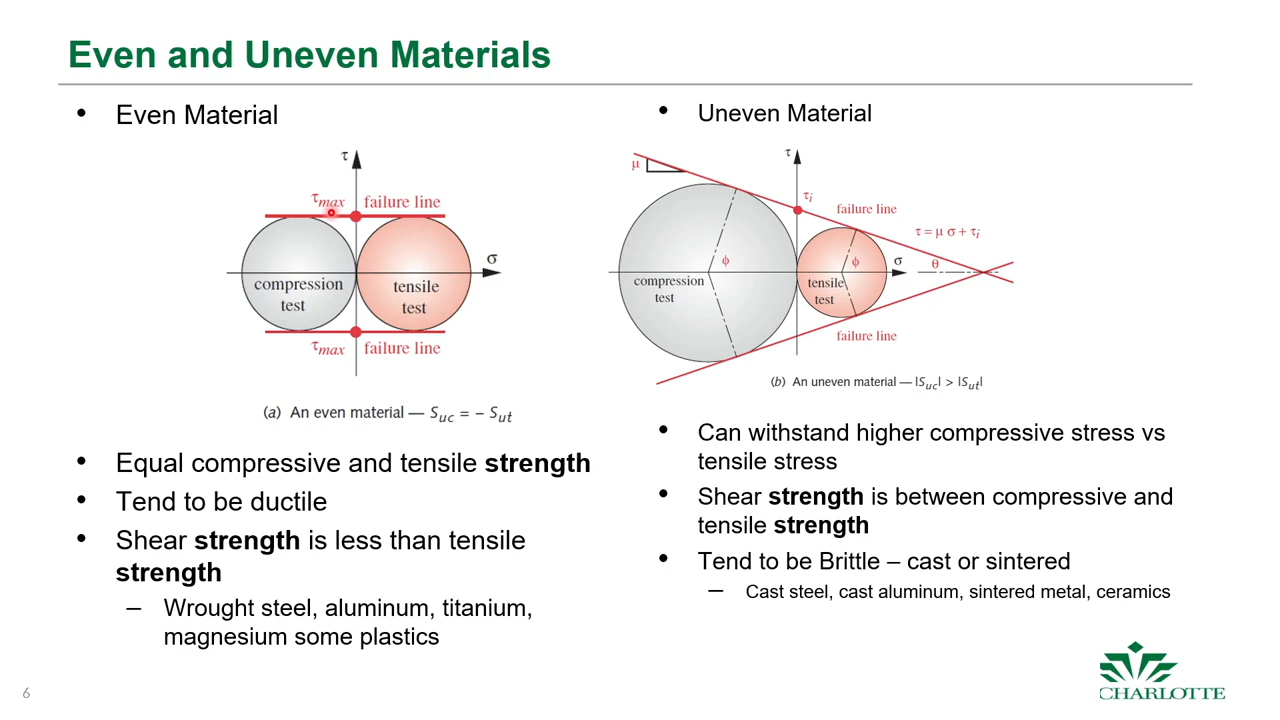 Even and Uneven Materials
• Even Material
τ
τmax failure line
σ
compression
test
tensile
test
τmax failure line
(a) An even material — Suc = − Sut
• Equal compressive and tensile strength
• Tend to be ductile
• Shear strength is less than tensile
strength
– Wrought steel, aluminum, titanium,
magnesium some plastics
• Uneven Material
τ
μ
τi
failure line
τ = μ σ + τi
ϕ
ϕ
σ
θ
compression
test
tensile
test
failure line
(b) An uneven material — |Suc| > |Sut|
• Can withstand higher compressive stress vs
tensile stress
• Shear strength is between compressive and
tensile strength
• Tend to be Brittle – cast or sintered
– Cast steel, cast aluminum, sintered metal, ceramics
6
CHARLOTTE